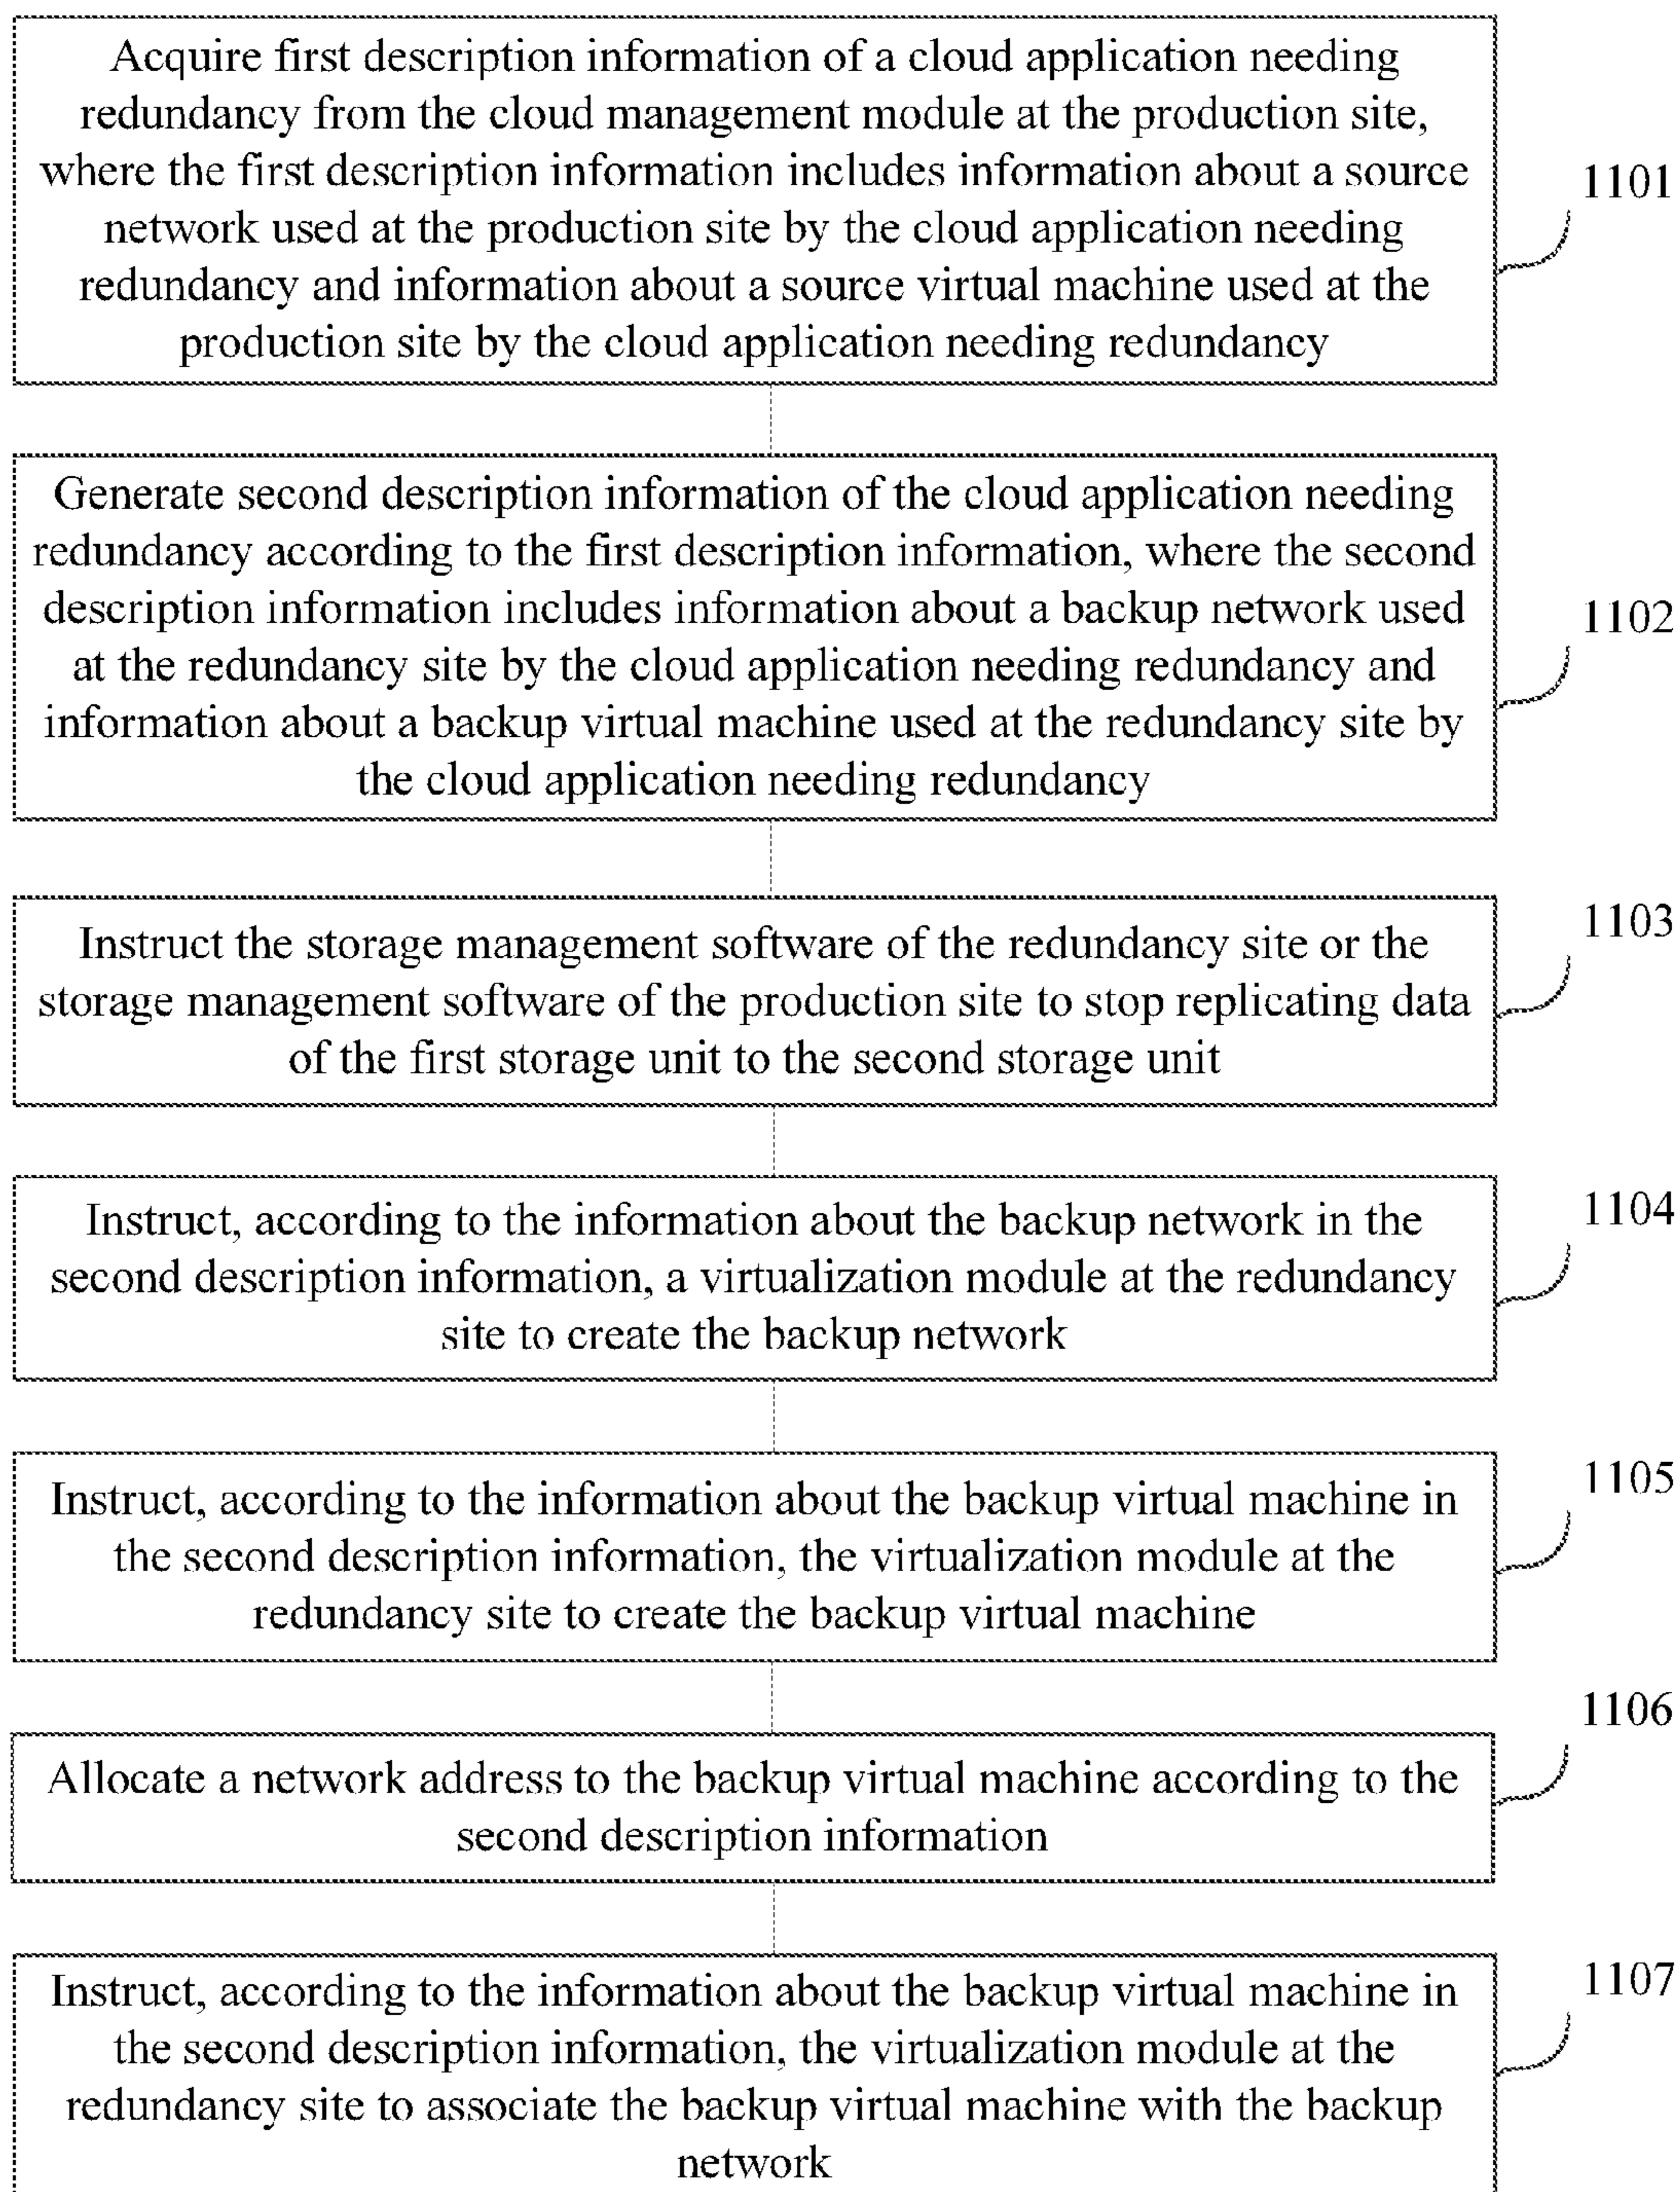 Acquire first description information of a cloud application needing
redundancy from the cloud management module at the production site,
where the first description information includes information about a source
network used at the production site by the cloud application needing
redundancy and information about a source virtual machine used at the
production site by the cloud application needing redundancy
1101
Generate second description information of the cloud application needing
redundancy according to the first description information, where the second
description information includes information about a backup network used
at the redundancy site by the cloud application needing redundancy and
information about a backup virtual machine used at the redundancy site by
the cloud application needing redundancy
1102
Instruct the storage management software of the redundancy site or the
storage management software of the production site to stop replicating data
of the first storage unit to the second storage unit
1103
Instruct, according to the information about the backup network in the
second description information, a virtualization module at the redundancy
site to create the backup network
1104
Instruct, according to the information about the backup virtual machine in
the second description information, the virtualization module at the
redundancy site to create the backup virtual machine
1105
Allocate a network address to the backup virtual machine according to the
second description information
1106
Instruct, according to the information about the backup virtual machine in
the second description information, the virtualization module at the
redundancy site to associate the backup virtual machine with the backup
network
1107